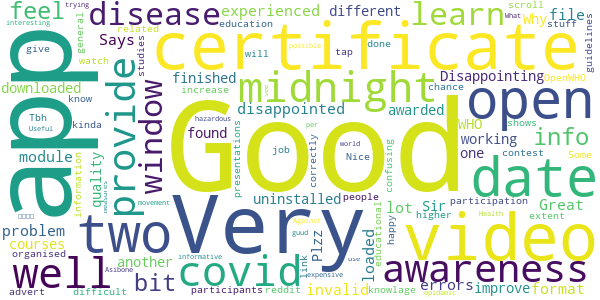 feel
disease
experienced
different
learn
Why
file
trying
interesting
education
general
give
Says
studies
related
watch
will
tap
done
possible
What
scroll
stuff
guidelines
app
certificate
downloaded
Tbh
Useful
know
kinda
provide
window
finished
midnight
increase
hazardous
disappointed
awarded
Disappointing
OpenWHO
chance
open
WHO
shows
contest
Some
module
information
quality
found
presentations
Good
job
Nice
per
world
correctly
confusing
working
one
info
date
problem
courses
organised
two
movement
uninstalled
Very
people
Plzz
loaded
educational
lot
Sir
higher
happy
participation
Great
extent
video
well
bit
another
covid
Against
guud
link
use
knowlage
awareness
errors
improve
format
Health
epidemic
advert
difficult
Asibone
informative
participants
reddit
invalid
expensive